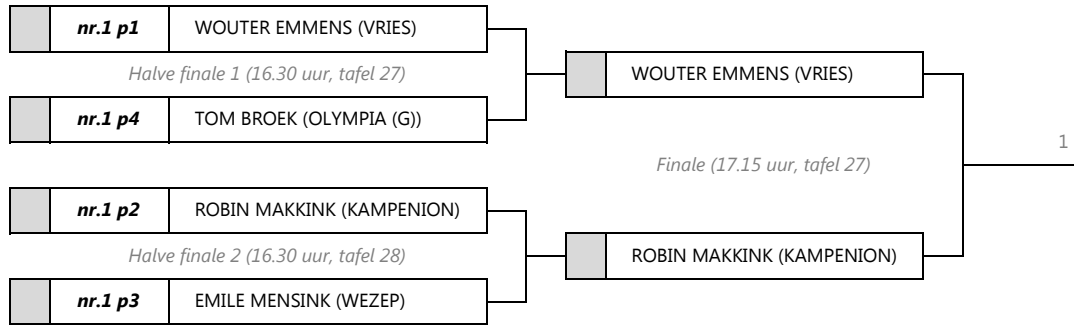 nr.1 p1 WOUTER EMMENS (VRIES)
Halve finale 1 (16.30 uur, tafel 27)
WOUTER EMMENS (VRIES)
nr.1 p4 TOM BROEK (OLYMPIA (G))
1
Finale (17.15 uur, tafel 27)
nr.1 p2 ROBIN MAKKINK (KAMPENION)
Halve finale 2 (16.30 uur, tafel 28)
ROBIN MAKKINK (KAMPENION)
nr.1 p3 EMILE MENSINK (WEZEP)